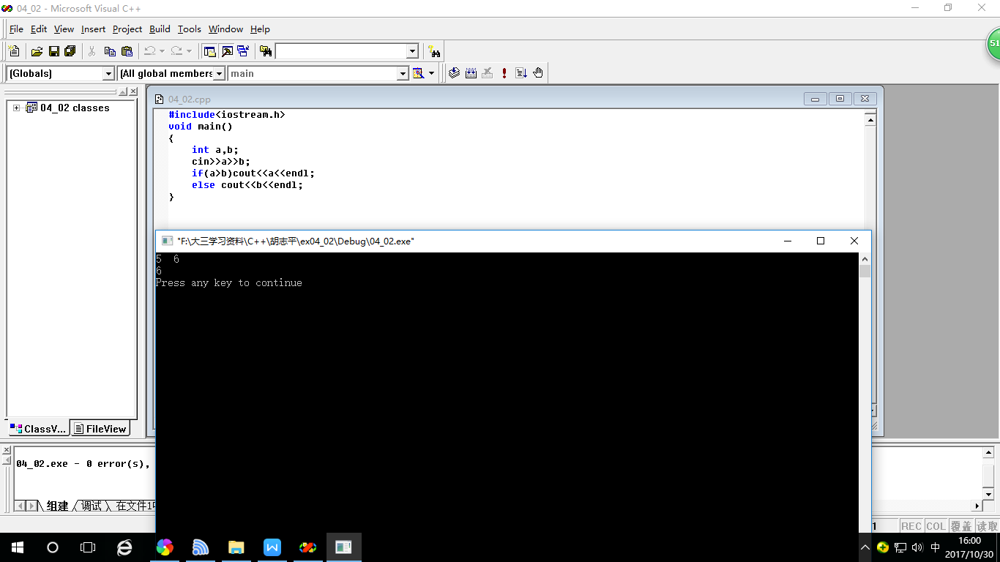 04_02 - Microsoft Visual C++
File Edit View Insert Project Build Tools Window Help
(Globals) (All global members main
51
04_02 classes
04_02.cpp
#include<iostream.h>
void main()
{
int a,b;
cin>>a>>b;
if(a>b)cout<<a<<endl;
else cout<<b<<endl;
}
"F:\大三学习资料\C++\胡志平\ex04_02\Debug\04_02.exe"
5 6
6
Press any key to continue
ClassV... FileView
04_02.exe - 0 error(s),
组建 调试 在文件1中
1 REC COL 覆盖 读取
中 16:00
2017/10/30